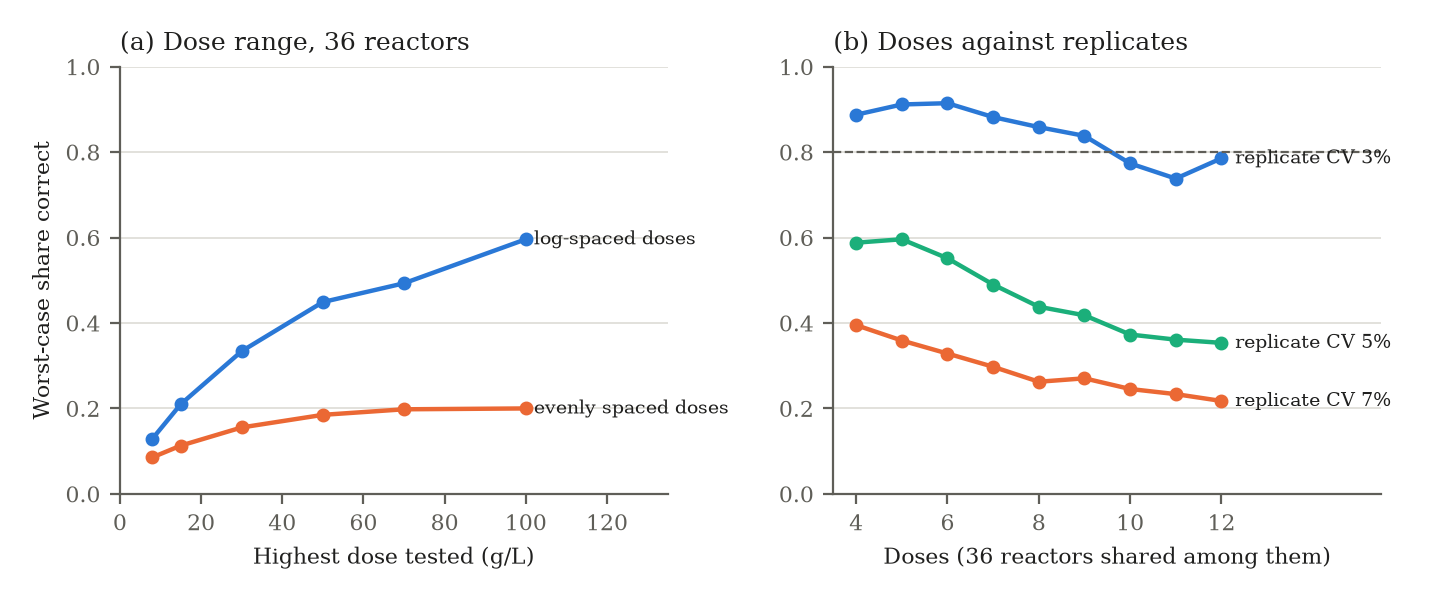 (a) Dose range, 36 reactors
Worst-case share correct
1.0
0.8
0.6
0.4
0.2
0.0
log-spaced doses
evenly spaced doses
0 20 40 60 80 100 120
Highest dose tested (g/L)
(b) Doses against replicates
1.0
0.8
0.6
0.4
0.2
0.0
replicate CV 3%
replicate CV 5%
replicate CV 7%
4 6 8 10 12
Doses (36 reactors shared among them)